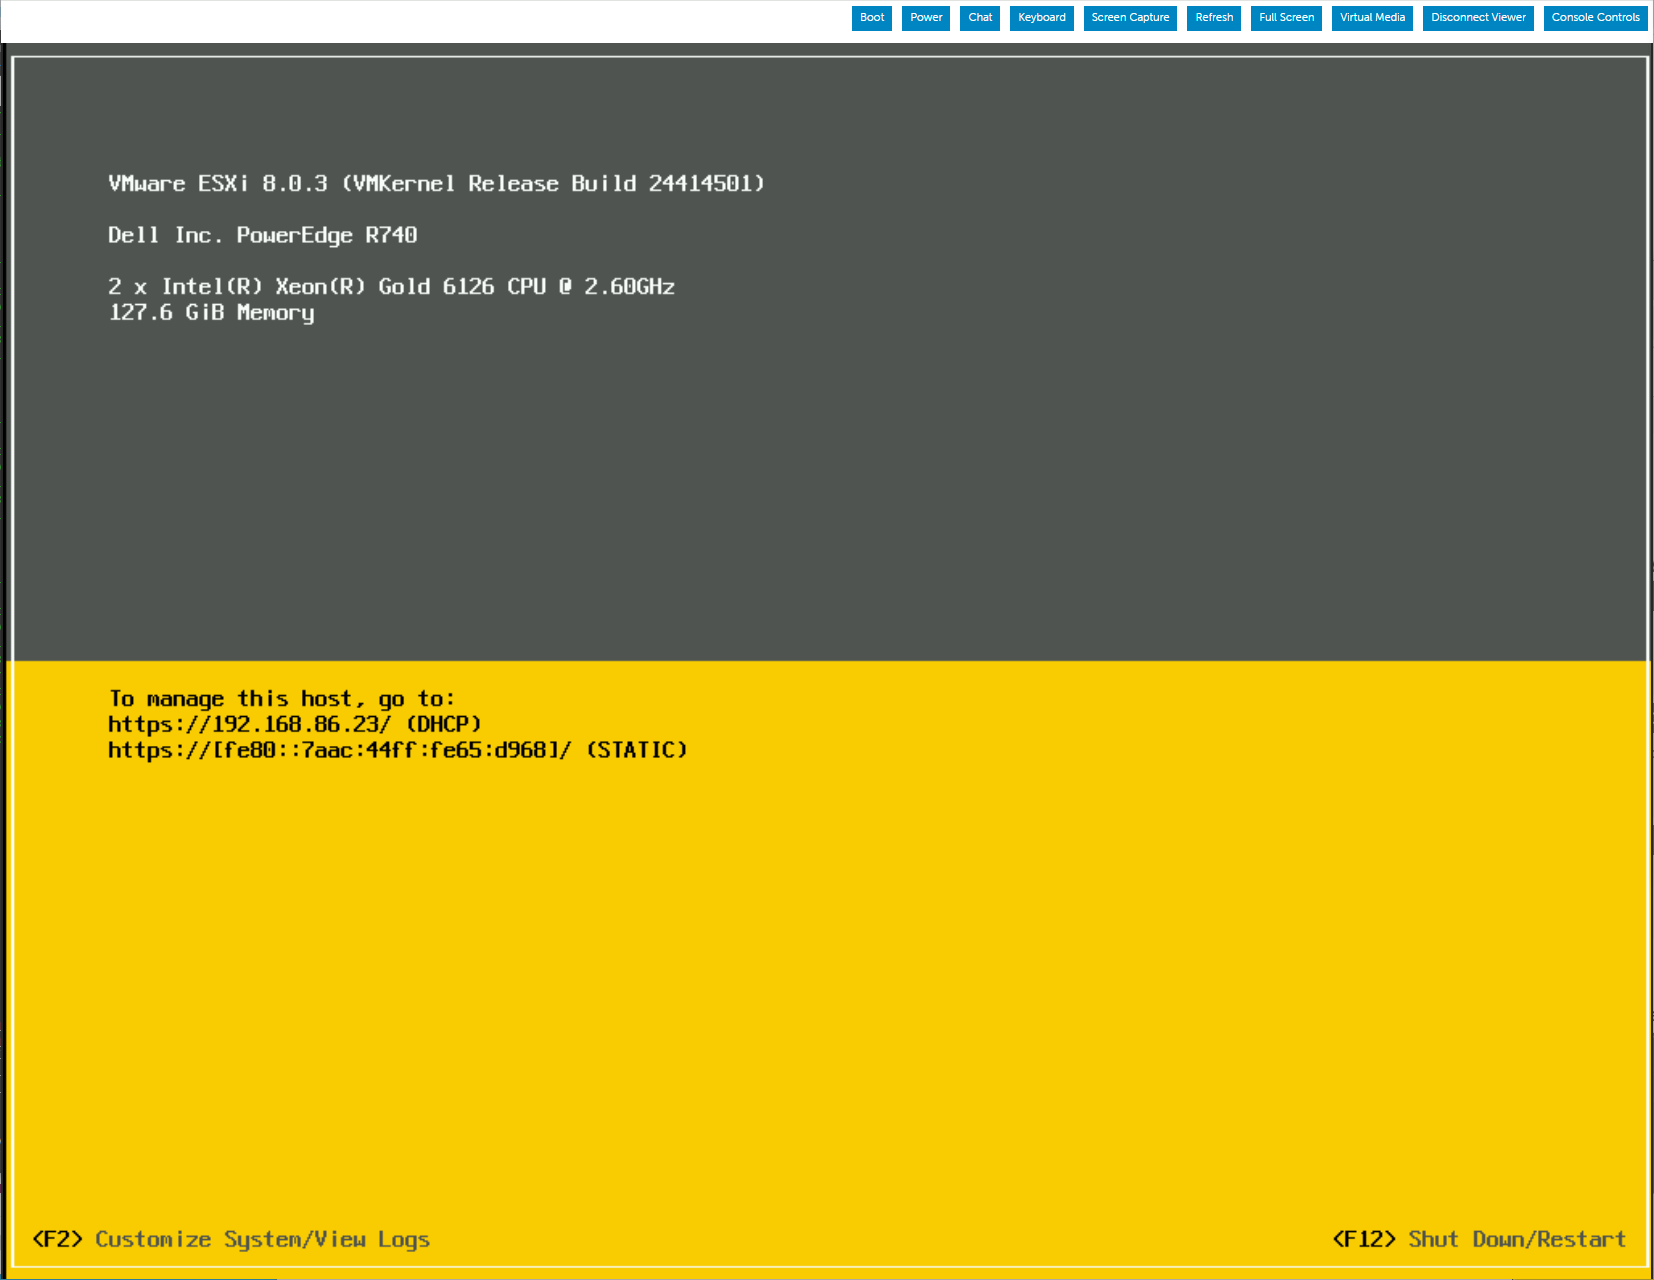 Boot Power Chat Keyboard Screen Capture Refresh Full Screen Virtual Media Disconnect Viewer Console Controls
VMware ESXi 8.0.3 (VMKernel Release Build 24414501)
Dell Inc. PowerEdge R740
2 x Intel(R) Xeon(R) Gold 6126 CPU @ 2.60GHz
127.6 GiB Memory
To manage this host, go to:
https://192.168.86.23/ (DHCP)
https://[fe80::7aac:44ff:fe65:d968]/ (STATIC)
<F2> Customize System/View Logs <F12> Shut Down/Restart